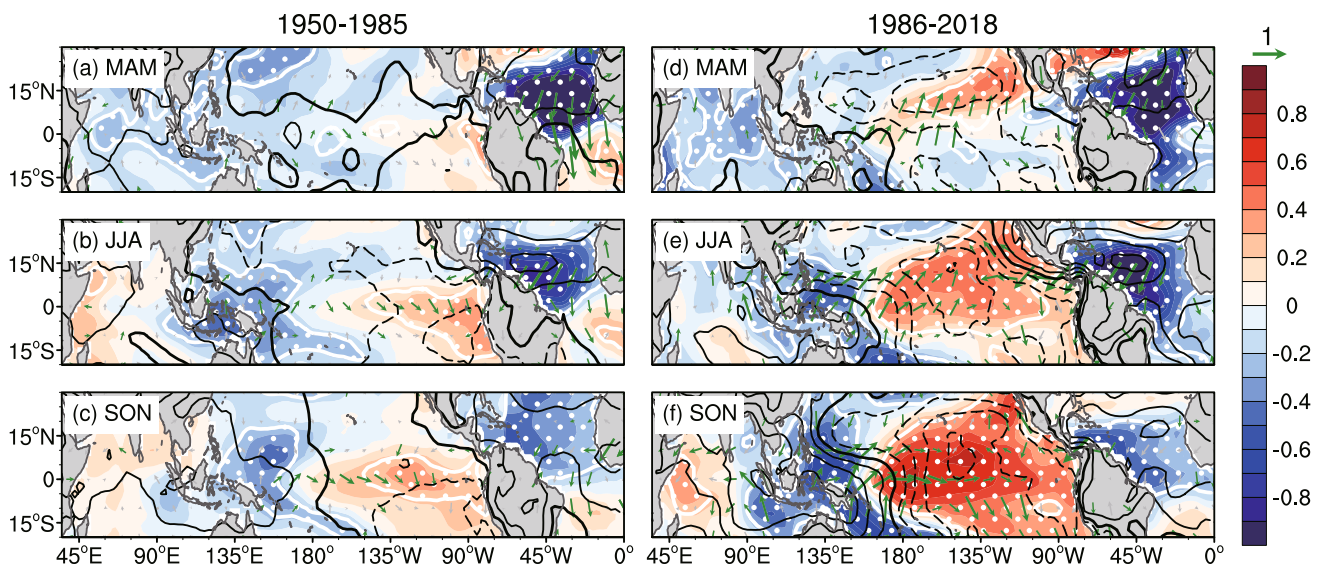 1950-1985
1986-2018
1
(a) MAM
15°N
0
15°S
(d) MAM
(b) JJA
15°N
0
15°S
(e) JJA
(c) SON
15°N
0
15°S
(f) SON
45°E 90°E 135°E 180° 135°W 90°W 45°W 0°
45°E 90°E 135°E 180° 135°W 90°W 45°W 0°
0.8
0.6
0.4
0.2
0
-0.2
-0.4
-0.6
-0.8